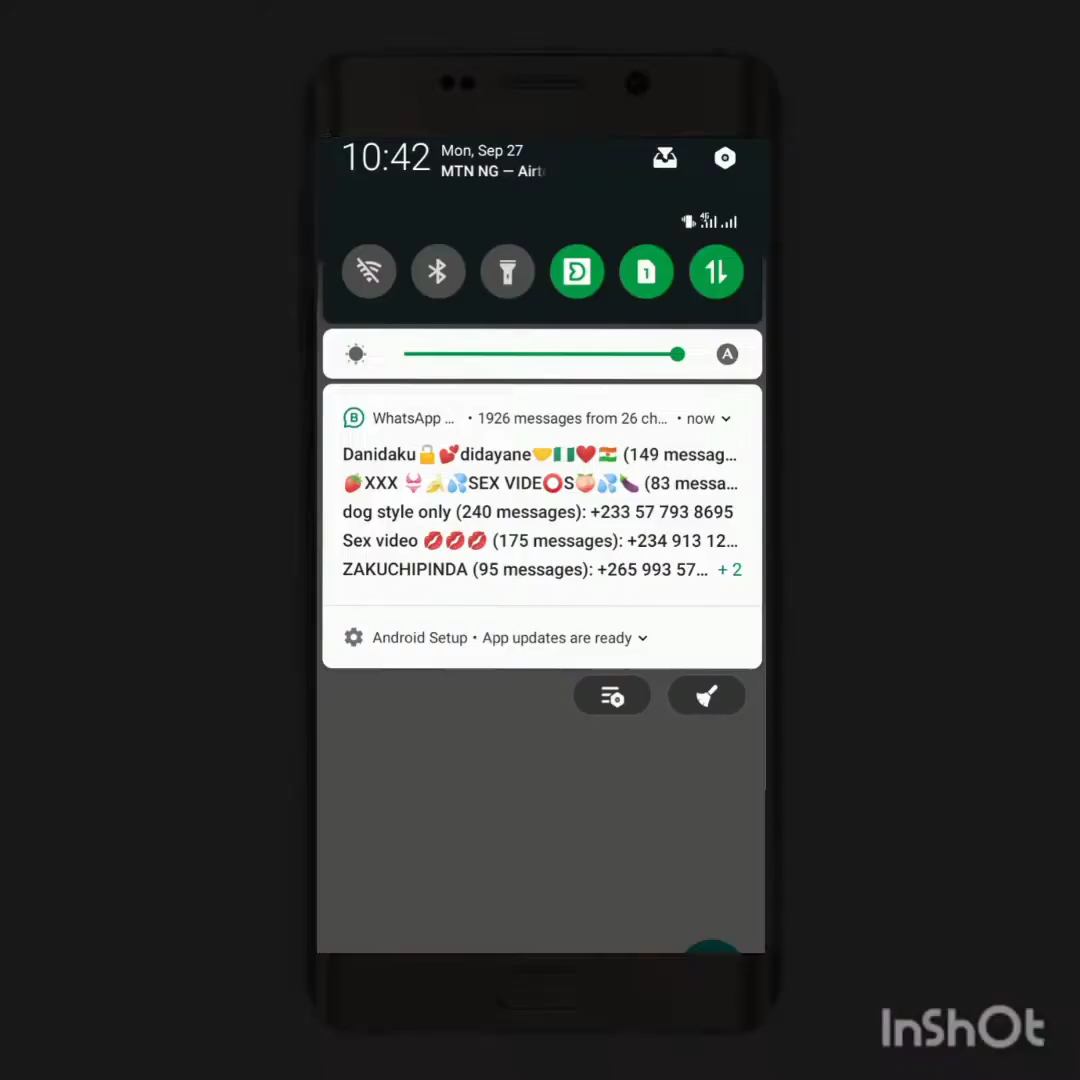 10:42 Mon, Sep 27
MTN NG — Airt
4G
1
A
B WhatsApp ... • 1926 messages from 26 ch... • now
Danidaku🔓💕didayane🤝🇳🇬❤️🇳🇪 (149 messag...
🍓XXX 👙🍌💦SEX VIDE⭕S🍑💦🍆 (83 messa...
dog style only (240 messages): +233 57 793 8695
Sex video 💋💋💋 (175 messages): +234 913 12...
ZAKUCHIPINDA (95 messages): +265 993 57... + 2
Android Setup • App updates are ready
InShOt